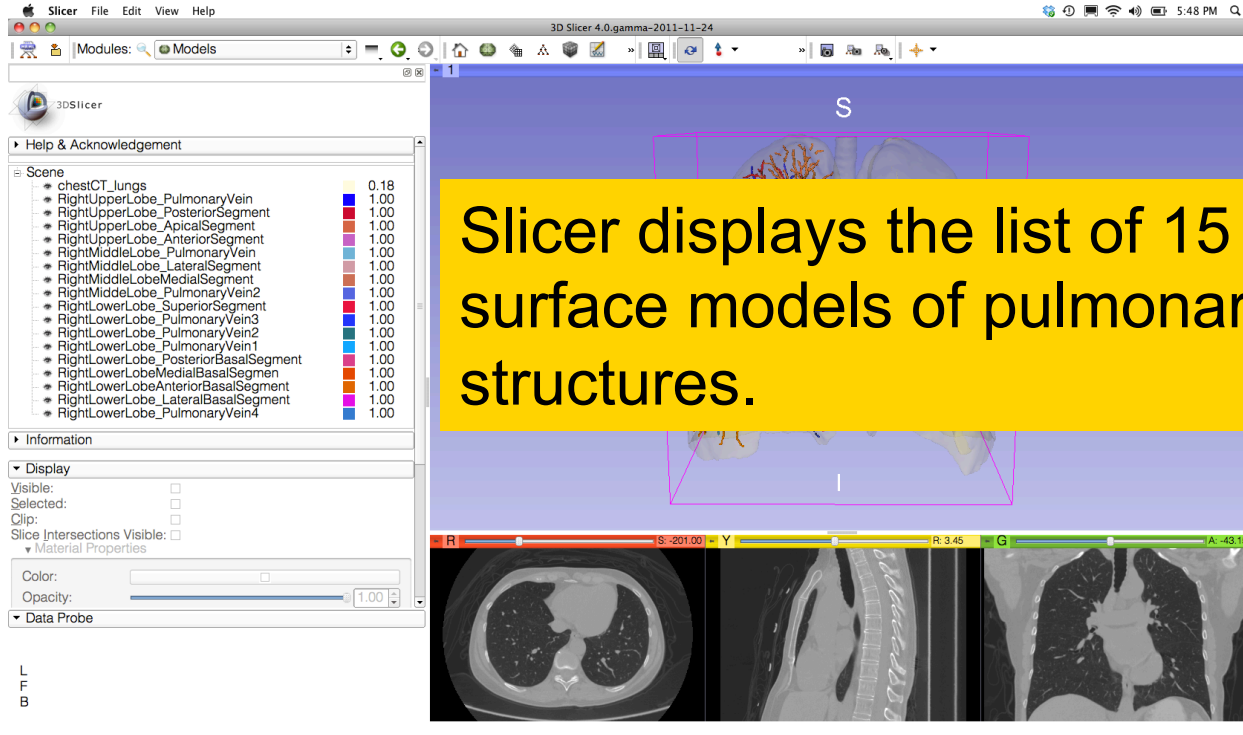 Slicer File Edit View Help 5:48 PM
3D Slicer 4.0.gamma-2011-11-24
Modules: Models
1
3DSlicer
S
Help & Acknowledgement
Scene
chestCT_lungs 0.18
RightUpperLobe_PulmonaryVein 1.00
RightUpperLobe_PosteriorSegment 1.00
RightUpperLobe_ApicalSegment 1.00
RightUpperLobe_AnteriorSegment 1.00
RightMiddleLobe_PulmonaryVein 1.00
RightMiddleLobe_LateralSegment 1.00
RightMiddleLobeMedialSegment 1.00
RightMiddeLobe_PulmonaryVein2 1.00
RightLowerLobe_SuperiorSegment 1.00
RightLowerLobe_PulmonaryVein3 1.00
RightLowerLobe_PulmonaryVein2 1.00
RightLowerLobe_PulmonaryVein1 1.00
RightLowerLobe_PosteriorBasalSegment 1.00
RightLowerLobeMedialBasalSegmen 1.00
RightLowerLobeAnteriorBasalSegment 1.00
RightLowerLobe_LateralBasalSegment 1.00
RightLowerLobe_PulmonaryVein4 1.00
Slicer displays the list of 15
surface models of pulmonar
structures.
Information
Display
Visible:
Selected:
Clip:
Slice Intersections Visible:
Material Properties
Color:
Opacity: 1.00
Data Probe
L
F
B
I
R S: -201.00 Y R: 3.45 G A: -43.1